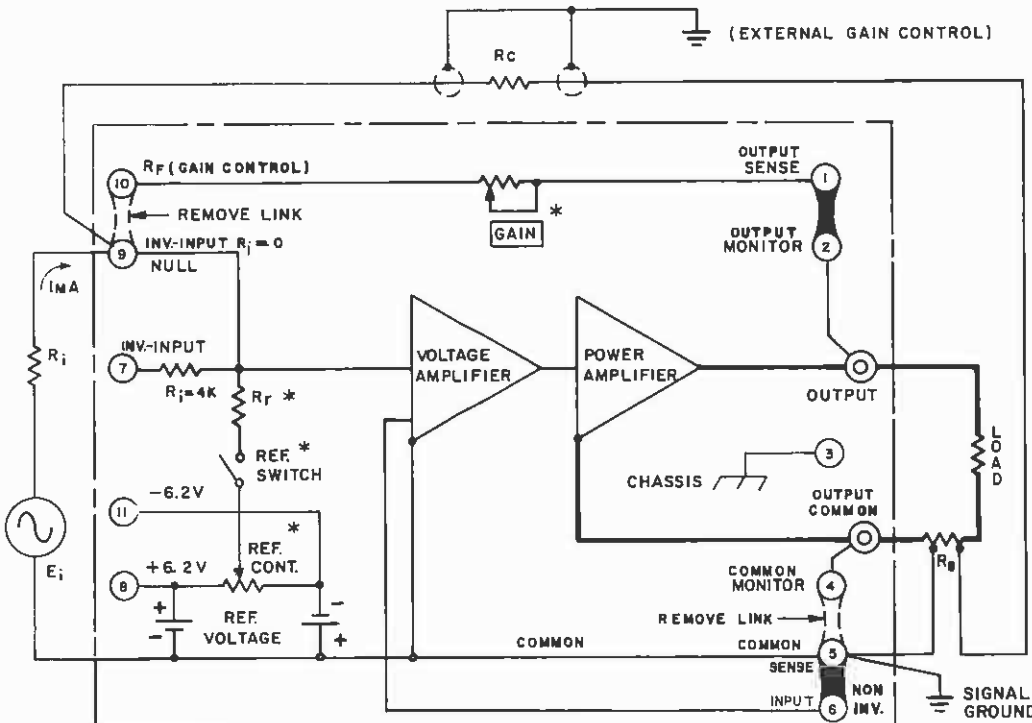 (EXTERNAL GAIN CONTROL)
Rc
RF (GAIN CONTROL)
OUTPUT
SENSE
10
1
REMOVE LINK
GAIN
*
INV.-INPUT Ri=0
9
NULL
OUTPUT
MONITOR
2
IMA
INV.-INPUT
7
Ri=4K
Ri
Rr *
VOLTAGE
AMPLIFIER
POWER
AMPLIFIER
OUTPUT
LOAD
REF. *
SWITCH
3
CHASSIS
-6.2V
11
*
OUTPUT
COMMON
REF.
CONT.
+6.2V
8
Ei
REF.
VOLTAGE
+
-
-
+
COMMON
MONITOR
4
Rs
REMOVE LINK
COMMON
COMMON
SENSE
5
INPUT
6
NON
INV.
SIGNAL
GROUND